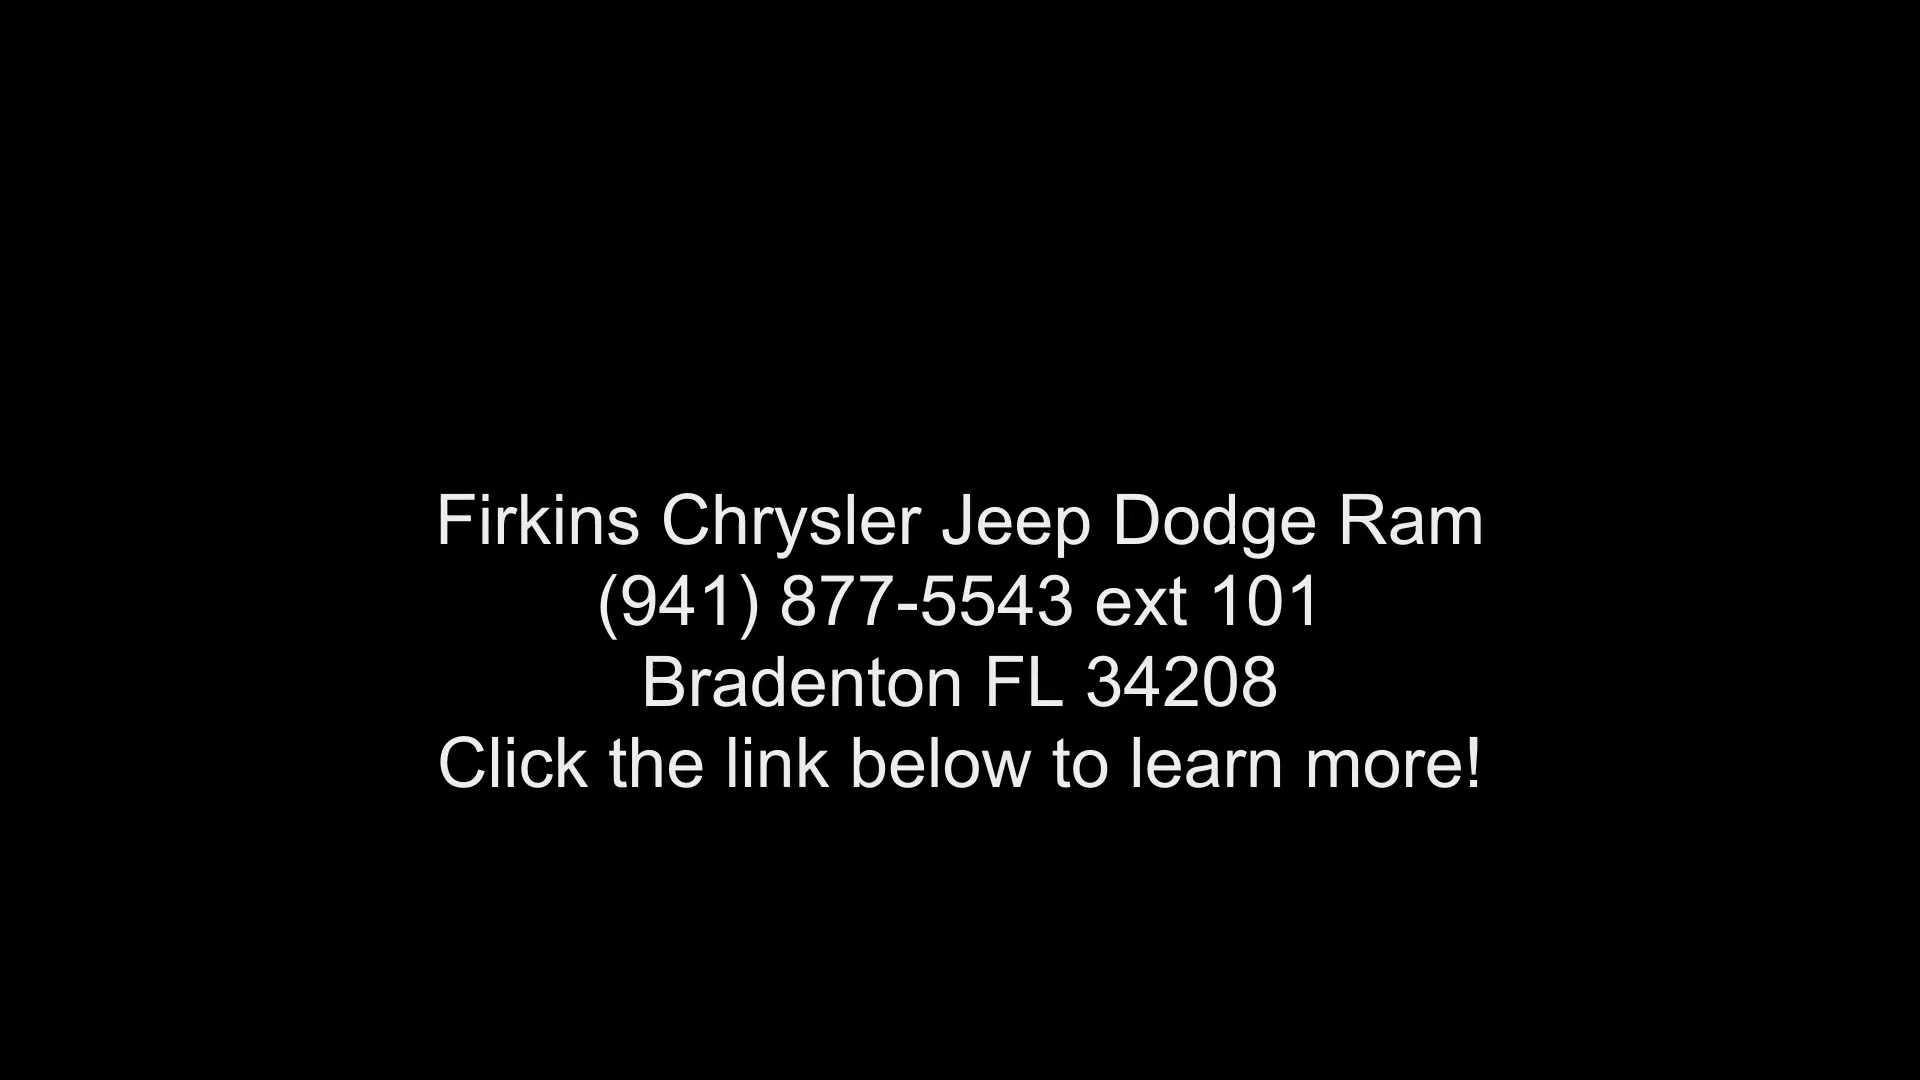 Firkins Chrysler Jeep Dodge Ram
(941) 877-5543 ext 101
Bradenton FL 34208
Click the link below to learn more!